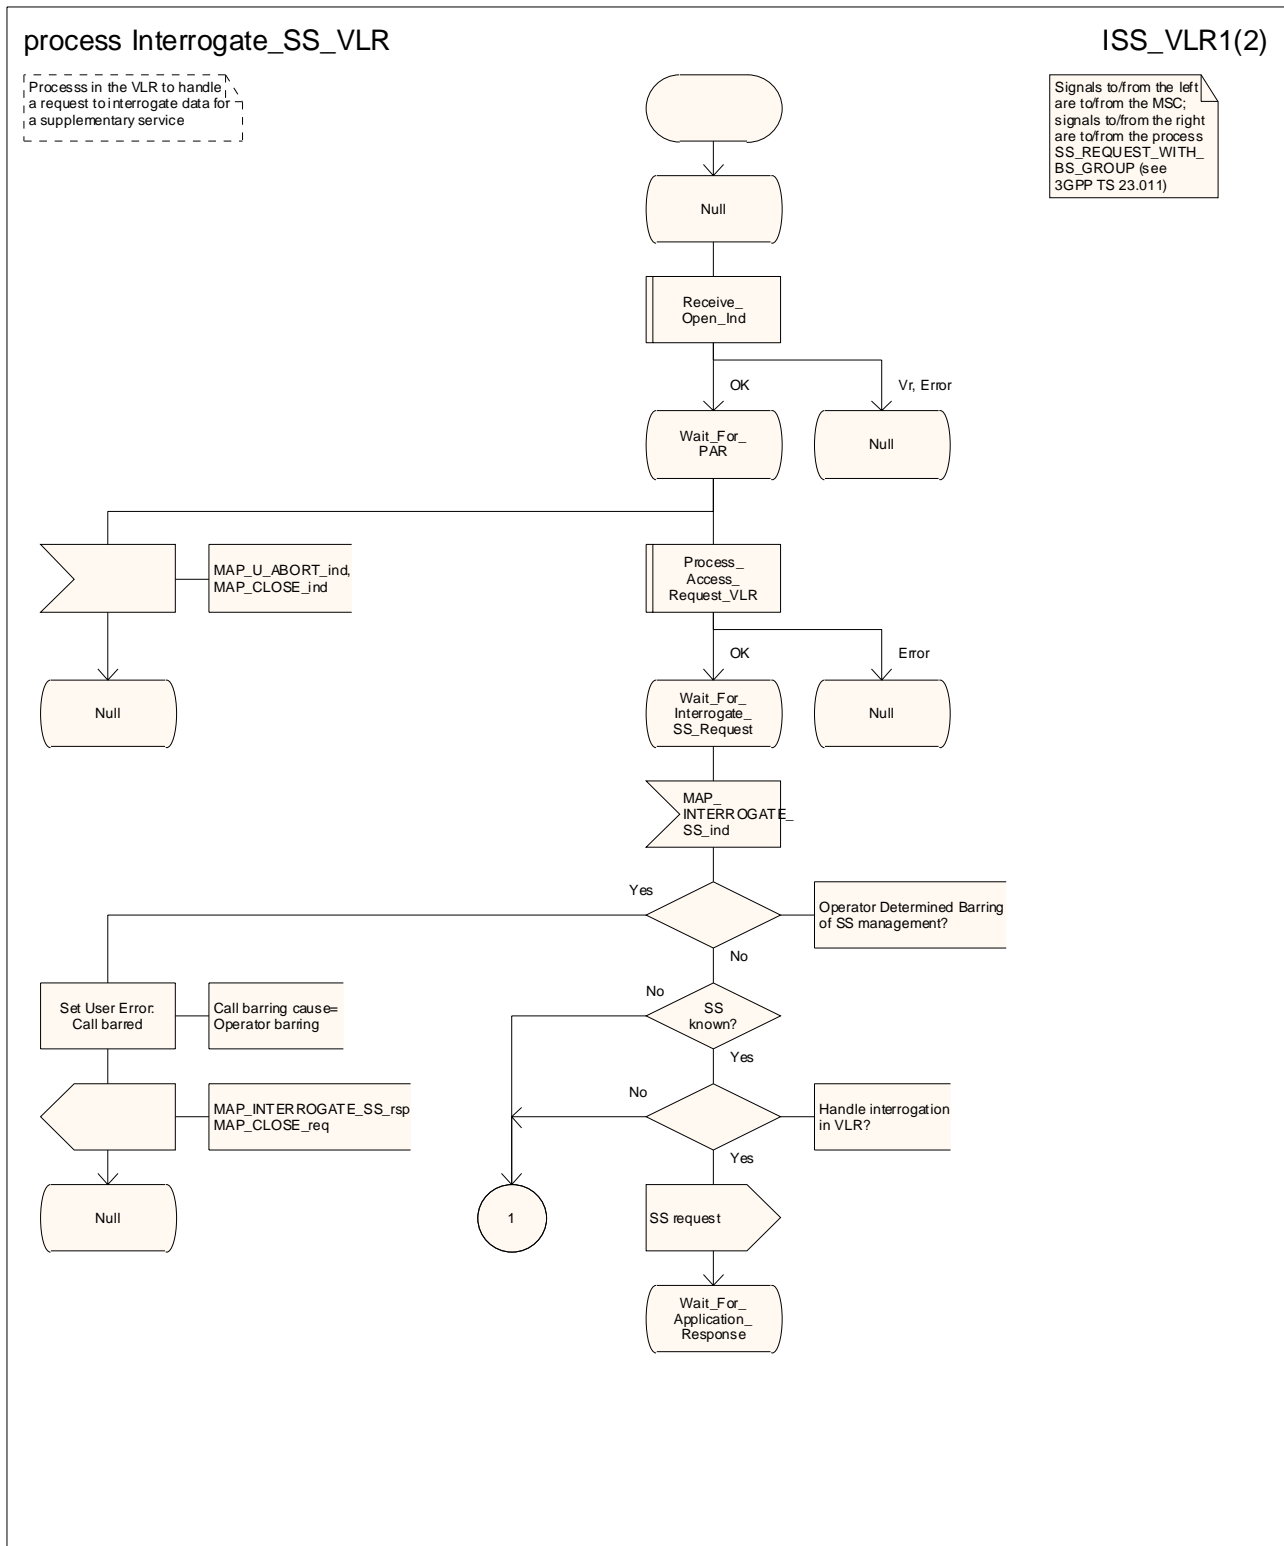 process Interrogate_SS_VLR
ISS_VLR1(2)
Processs in the VLR to handle
a request to interrogate data for
a supplementary service
Signals to/from the left
are to/from the MSC;
signals to/from the right
are to/from the process
SS_REQUEST_WITH_
BS_GROUP (see
3GPP TS 23.011)
Null
Receive_
Open_Ind
OK
Vr, Error
Wait_For_
PAR
Null
MAP_U_ABORT_ind,
MAP_CLOSE_ind
Process_
Access_
Request_VLR
OK
Error
Null
Wait_For_
Interrogate_
SS_Request
Null
MAP_
INTERROGATE_
SS_ind
Yes
Operator Determined Barring
of SS management?
No
Set User Error:
Call barred
Call barring cause=
Operator barring
No
SS
known?
Yes
MAP_INTERROGATE_SS_rsp
MAP_CLOSE_req
No
Handle interrogation
in VLR?
Yes
Null
1
SS request
Wait_For_
Application_
Response